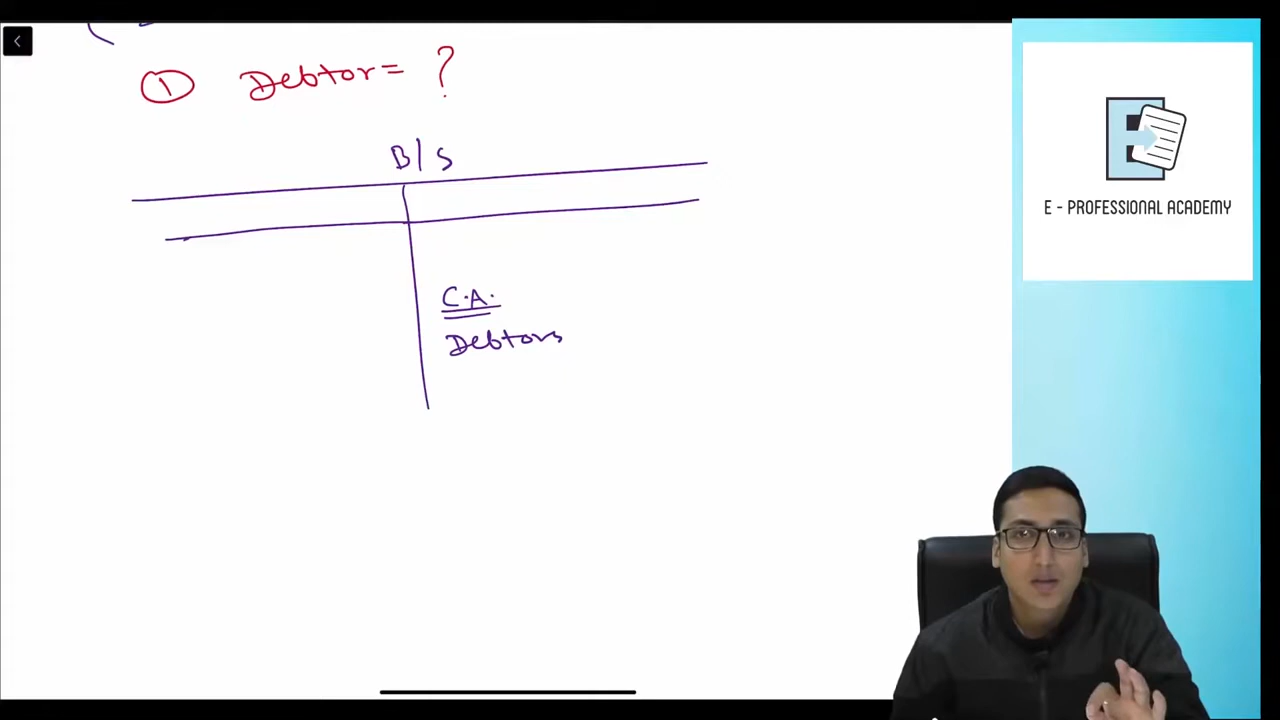 ① Debtor = ?
B/S
C.A.
Debtors
E - PROFESSIONAL ACADEMY